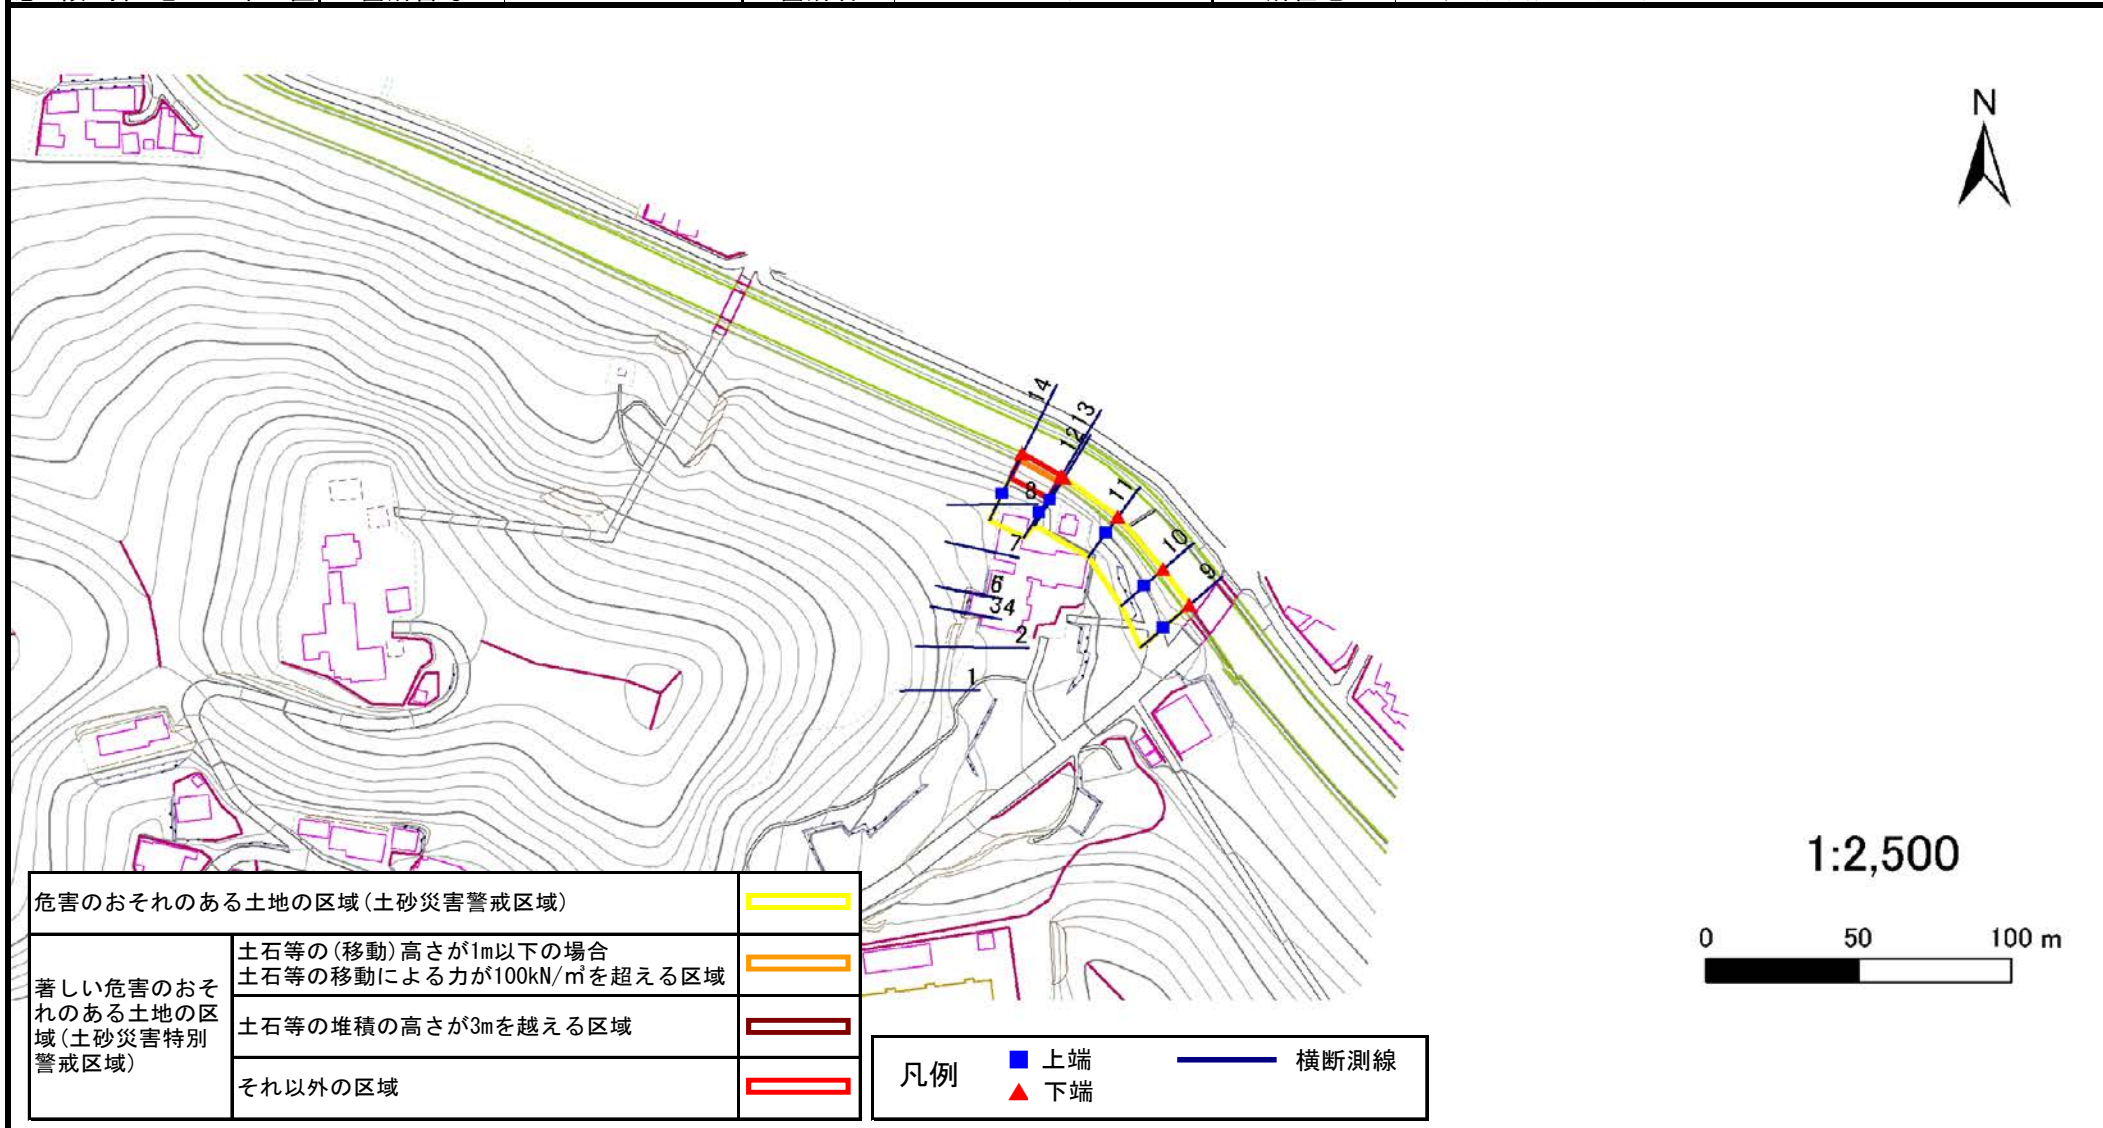 N
14
13
12
11
10
9
8
7
6
34
2
1
1:2,500
0 50 100 m
危害のおそれのある土地の区域(土砂災害警戒区域)
著しい危害のおそ
れのある土地の区
域(土砂災害特別
警戒区域)
土石等の(移動)高さが1m以下の場合
土石等の移動による力が100kN/㎡を超える区域
土石等の堆積の高さが3mを越える区域
それ以外の区域
凡例
上端
下端
横断測線